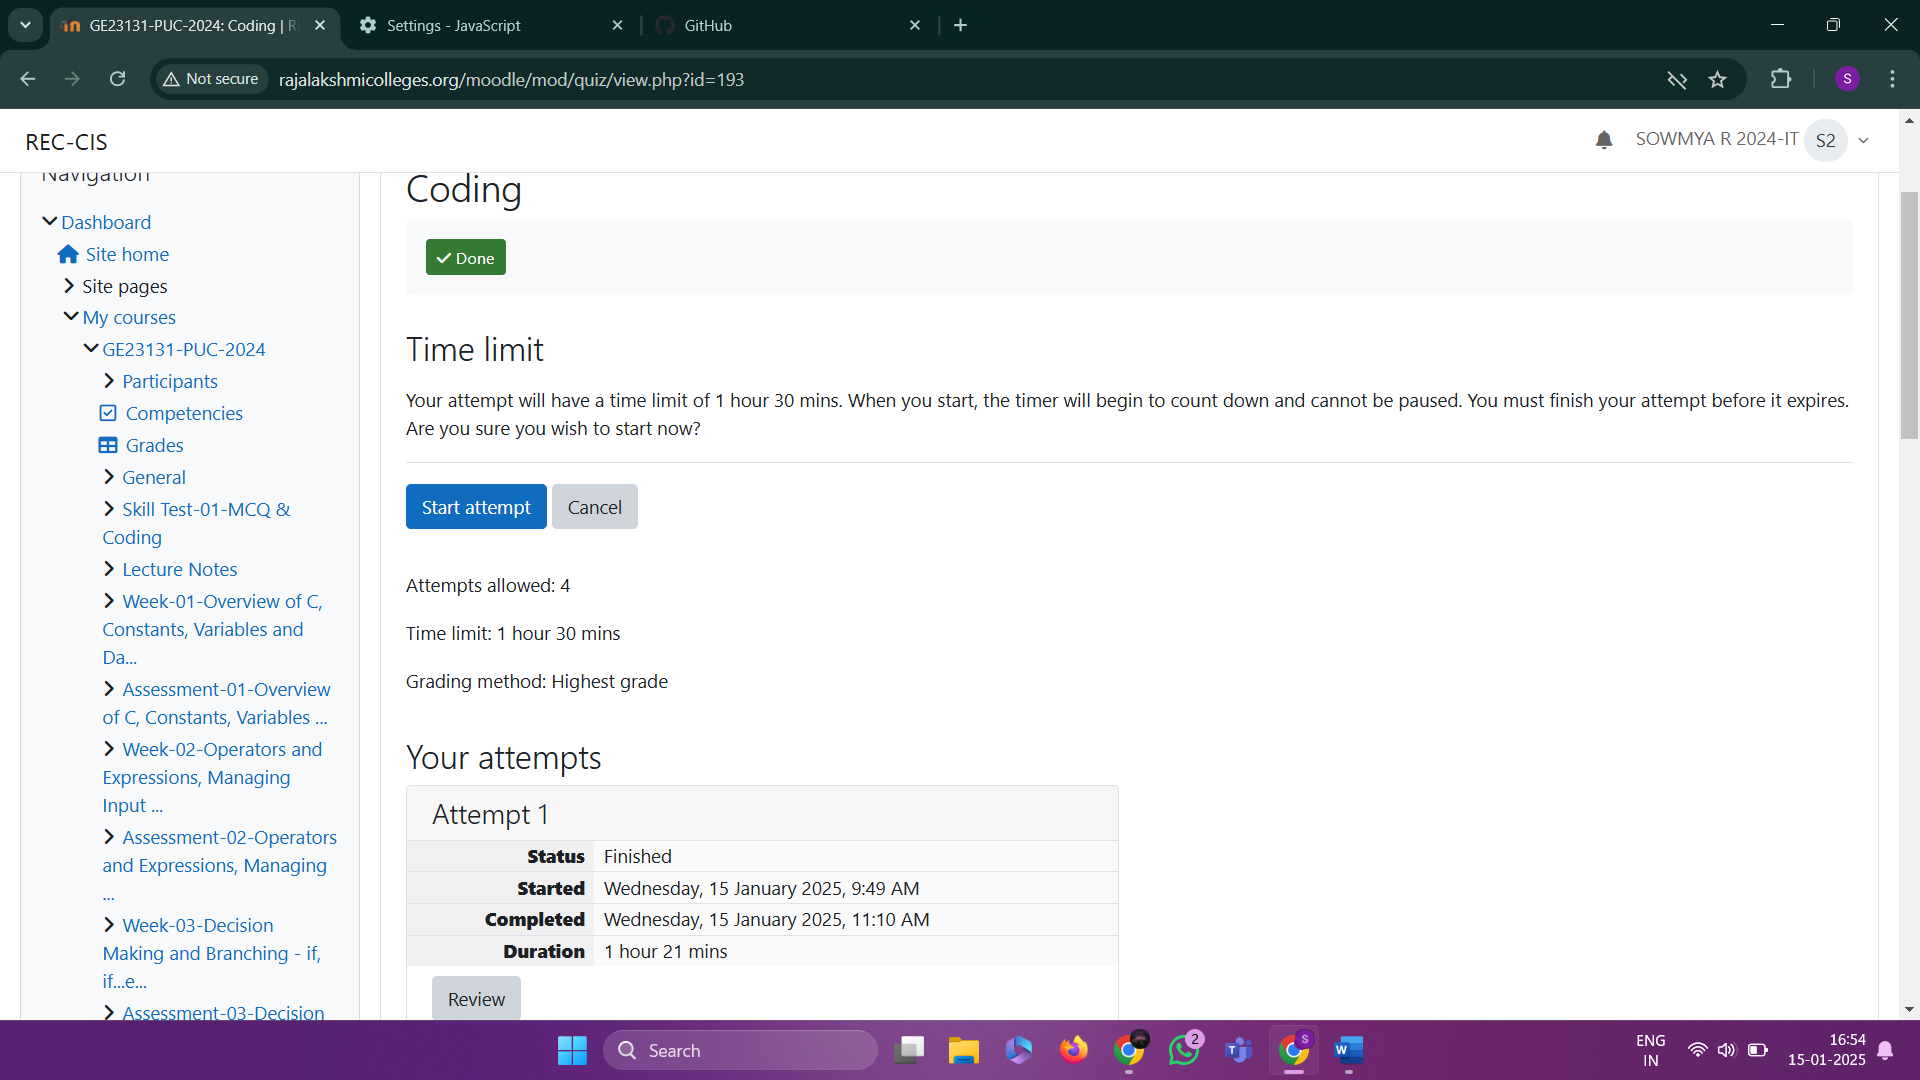 GE23131-PUC-2024: Coding | R
Settings - JavaScript
GitHub
Not secure
rajalakshmicolleges.org/moodle/mod/quiz/view.php?id=193
S
REC-CIS
SOWMYA R 2024-IT
S2
Navigation
Dashboard
Site home
Site pages
My courses
GE23131-PUC-2024
Participants
Competencies
Grades
General
Skill Test-01-MCQ &
Coding
Lecture Notes
Week-01-Overview of C,
Constants, Variables and
Da...
Assessment-01-Overview
of C, Constants, Variables ...
Week-02-Operators and
Expressions, Managing
Input ...
Assessment-02-Operators
and Expressions, Managing
...
Week-03-Decision
Making and Branching - if,
if...e...
Assessment-03-Decision
Coding
Done
Time limit
Your attempt will have a time limit of 1 hour 30 mins. When you start, the timer will begin to count down and cannot be paused. You must finish your attempt before it expires.
Are you sure you wish to start now?
Start attempt
Cancel
Attempts allowed: 4
Time limit: 1 hour 30 mins
Grading method: Highest grade
Your attempts
Attempt 1
Status Finished
Started Wednesday, 15 January 2025, 9:49 AM
Completed Wednesday, 15 January 2025, 11:10 AM
Duration 1 hour 21 mins
Review
Search
2
T
S
W
ENG
IN
16:54
15-01-2025